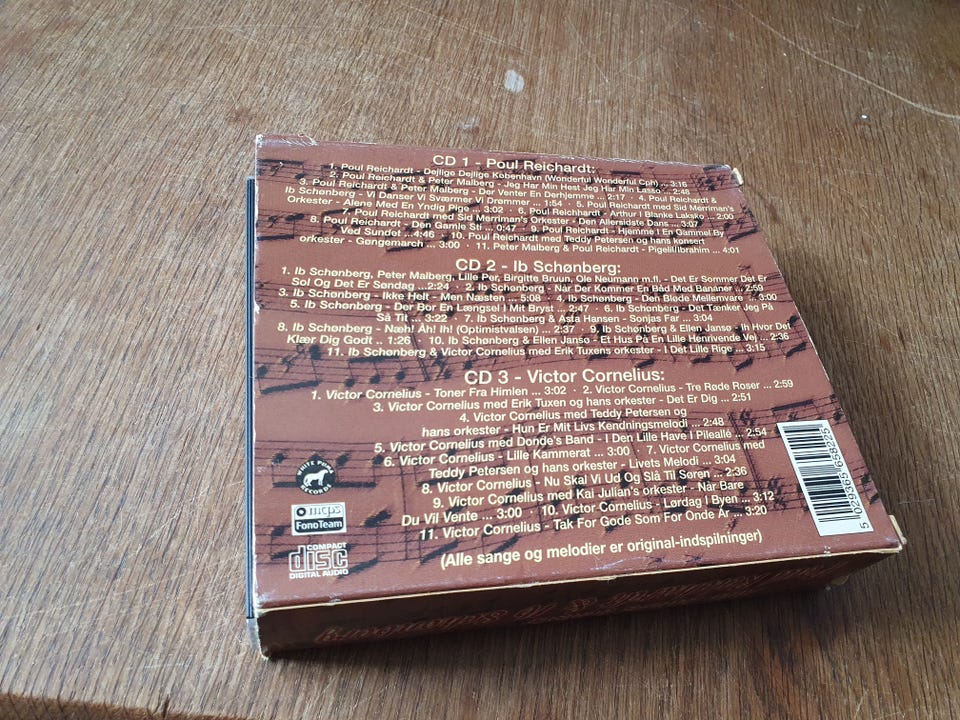 CD 1 - Poul Reichardt:
1. Poul Reichardt - Dejlige Dejlige København (Wonderful Wonderful Cph) ... 3:16
2. Poul Reichardt & Peter Malberg - Jeg Har Min Hest Jeg Har Min Lasso ... 2:48
3. Poul Reichardt & Peter Malberg - Der Venter En Derhjemme ... 2:17 · 4. Poul Reichardt &
Ib Schønberg - Vi Danser Vi Sværmer Vi Drømmer ... 1:54 · 5. Poul Reichardt med Sid Merriman's
Orkester - Alene Med En Yndig Pige ... 3:02 · 6. Poul Reichhardt - Arthur I Blanke Laksko ... 2:00
7. Poul Reichardt med Sid Merriman's Orkester - Den Allersidste Dans ... 3:07
8. Poul Reichardt - Den Gamle Sti ... 0:47 · 9. Poul Reichardt - Hjemme I En Gammel By
Ved Sundet ...4:46 · 10. Poul Reichardt med Teddy Petersen og hans konsert
orkester - Gøngemarch ... 3:00 · 11. Peter Malberg & Poul Reichardt - Pigelil Ibrahim ... 4:01
CD 2 - Ib Schønberg:
1. Ib Schønberg, Peter Malberg, Lille Per, Birgitte Bruun, Ole Neumann m.fl. - Det Er Sommer Det Er
Sol Og Det Er Søndag ...2:24 · 2. Ib Schønberg - Når Der Kommer En Båd Med Bananer ...2:59
3. Ib Schønberg - Ikke Helt - Men Næsten ... 5:08 · 4. Ib Schønberg - Den Bløde Mellemvare ... 3:00
5. Ib Schønberg - Der Bor En Længsel I Mit Bryst ... 2:47 · 6. Ib Schønberg - Det Tænker Jeg På
Så Tit ... 3:22 · 7. Ib Schønberg & Asta Hansen - Sonjas Far ... 3:04
8. Ib Schønberg - Næh! Åh! Ih! (Optimistvalsen) ... 2:37 · 9. Ib Schønberg & Ellen Jansø - Ih Hvor Det
Klær Dig Godt .. 1:26 · 10. Ib Schønberg & Ellen Jansø - Et Hus På En Lille Henrivende Vej ... 2:36
11. Ib Schønberg & Victor Cornelius med Erik Tuxens orkester - I Det Lille Rige ... 3:15
CD 3 - Victor Cornelius:
1. Victor Cornelius - Toner Fra Himlen ... 3:02 · 2. Victor Cornelius - Tre Røde Roser ... 2:59
3. Victor Cornelius med Erik Tuxen og hans orkester - Det Er Dig ... 2:51
4. Victor Cornelius med Teddy Petersen og
hans orkester - Hun Er Mit Livs Kendningsmelodi ... 2:48
5. Victor Cornelius med Donde's Band - I Den Lille Have I Pileallé ... 2:54
6. Victor Cornelius - Lille Kammerat ... 3:00 · 7. Victor Cornelius med
Teddy Petersen og hans orkester - Livets Melodi ... 3:04
8. Victor Cornelius - Nu Skal Vi Ud Og Slå Til Søren ... 2:36
9. Victor Cornelius med Kai Julian's orkester - Når Bare
Du Vil Vente ... 3:00 · 10. Victor Cornelius - Lørdag I Byen ... 3:12
11. Victor Cornelius - Tak For Gode Som For Onde År ... 3:20
(Alle sange og melodier er original-indspilninger)
WHITE PUMA RECORDS
mcps
FonoTeam
COMPACT
disc
DIGITAL AUDIO
5 029365 658225